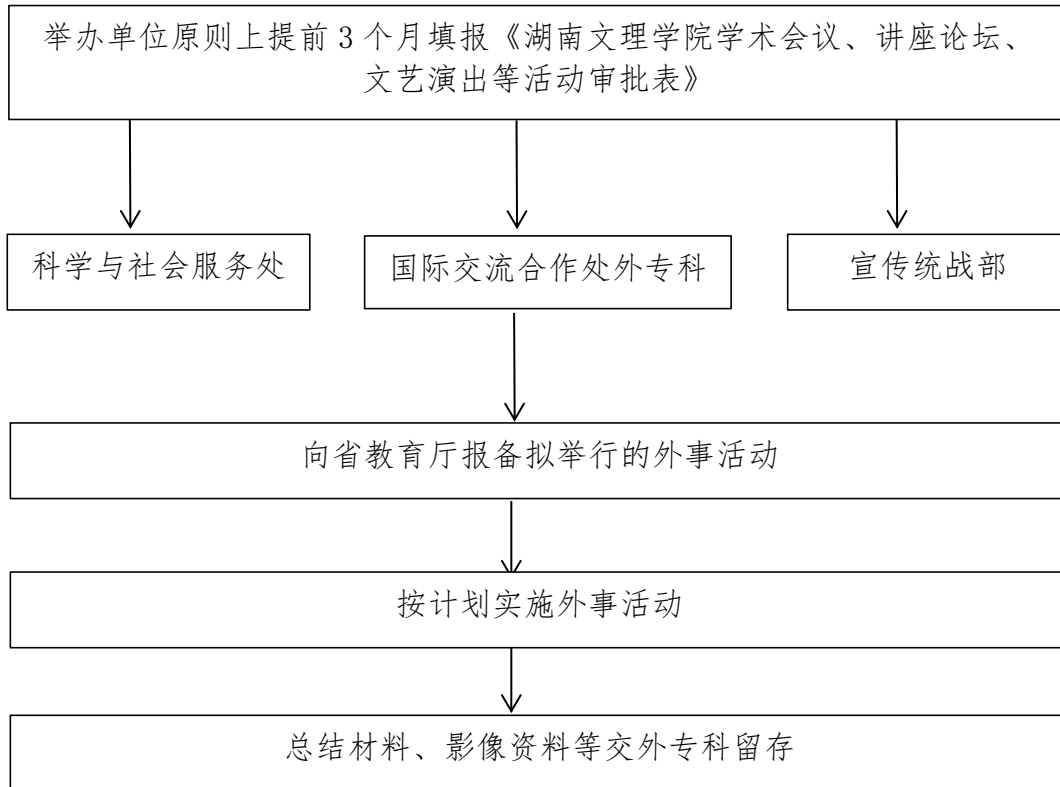 举办单位原则上提前 3 个月填报《湖南文理学院学术会议、讲座论坛、
文艺演出等活动审批表》
科学与社会服务处
国际交流合作处外专科
宣传统战部
向省教育厅报备拟举行的外事活动
按计划实施外事活动
总结材料、影像资料等交外专科留存